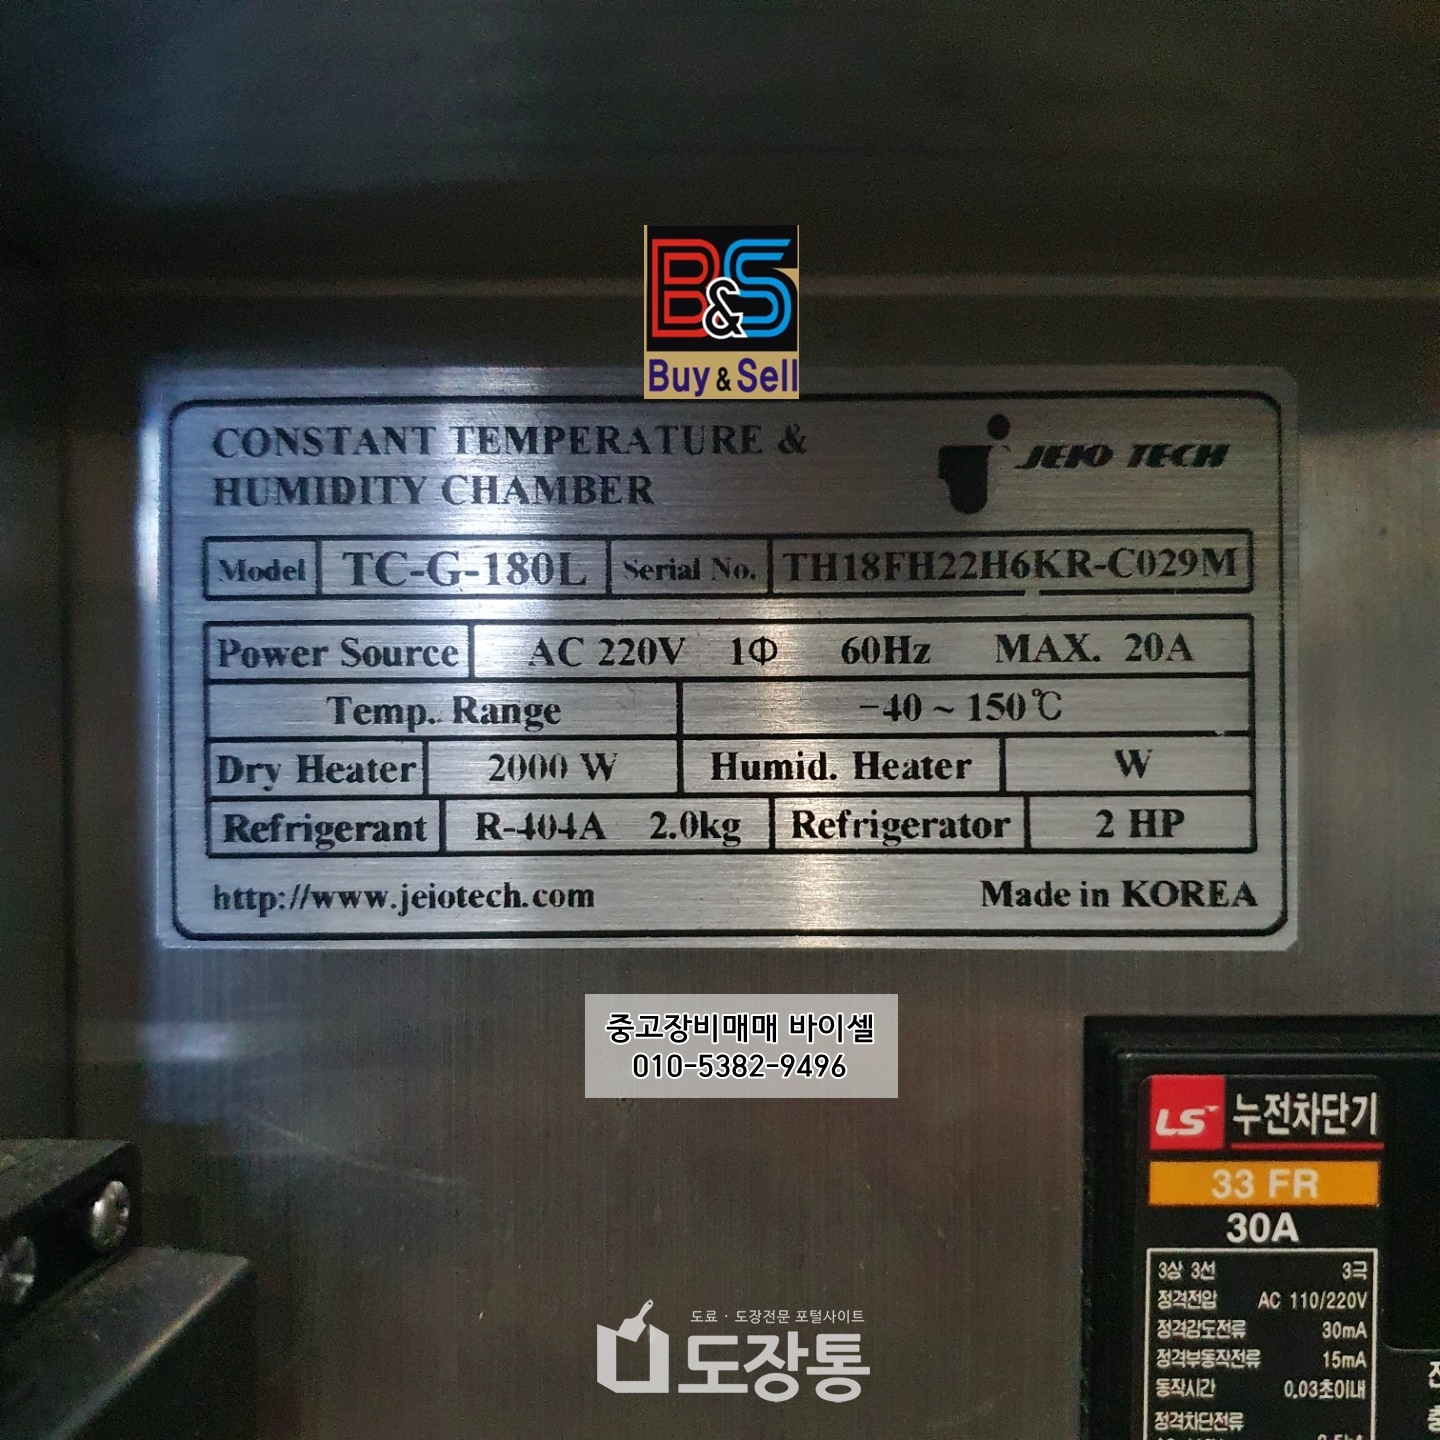 B&S
Buy & Sell
CONSTANT TEMPERATURE &
HUMIDITY CHAMBER
JEIO TECH
Model TC-G-180L Serial No. TH18FH22H6KR-C029M
Power Source AC 220V 1Φ 60Hz MAX. 20A
Temp. Range -40 ~ 150℃
Dry Heater 2000 W Humid. Heater W
Refrigerant R-404A 2.0kg Refrigerator 2 HP
http://www.jeiotech.com Made in KOREA
중고장비매매 바이셀
010-5382-9496
LS 누전차단기
33 FR
30A
3상 3선 3극
정격전압 AC 110/220V
정격감도전류 30mA
정격부동작전류 15mA
동작시간 0.03초이내
정격차단전류
도료 · 도장전문 포털사이트
도장통